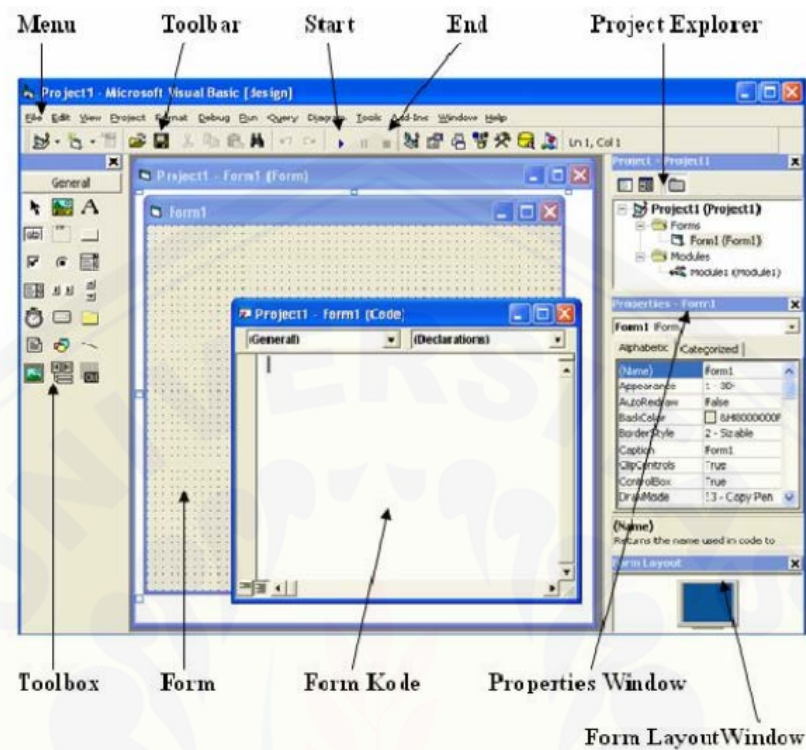 Menu Toolbar Start End Project Explorer
Project1 - Microsoft Visual Basic [design]
File Edit View Project Format Debug Run Query Diagram Tools Add-Ins Window Help
Ln 1, Col 1
General
Project1 - Form1 (Form)
Form1
Project1 - Form1 (Code)
(General) (Declarations)
Project - Project1
Project1 (Project1)
Forms
Form1 (Form1)
Modules
Module1 (Module1)
Properties - Form1
Form1 Form
Alphabetic Categorized
(Name) Form1
Appearance 1 - 3D
AutoRedraw False
BackColor &H8000000F
BorderStyle 2 - Sizable
Caption Form1
ClipControls True
ControlBox True
DrawMode 13 - Copy Pen
(Name)
Returns the name used in code to
Form Layout
Toolbox Form Form Kode Properties Window
Form Layout Window
UNIVERS